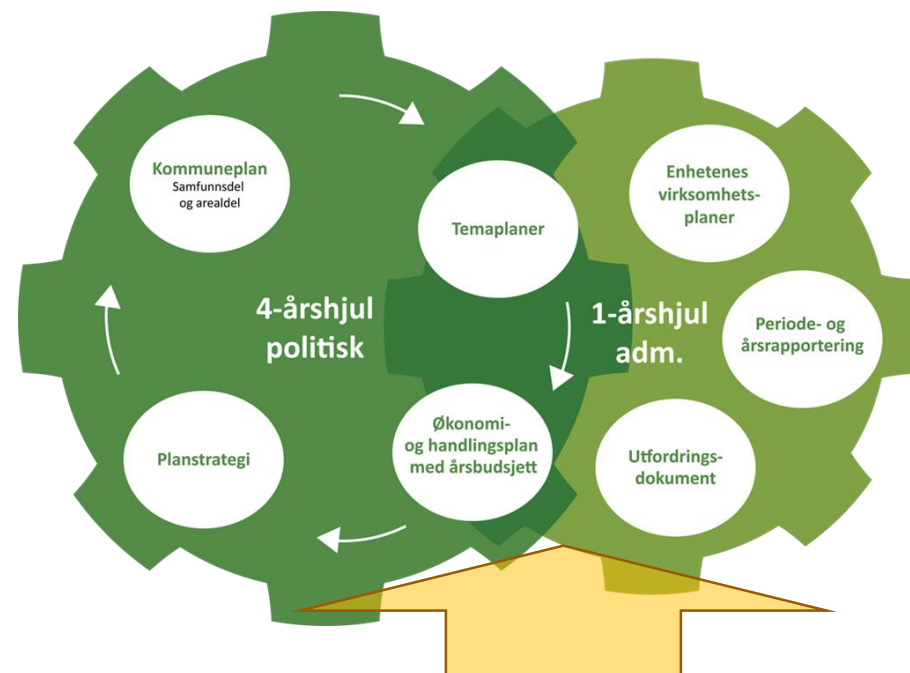 Kommuneplan
Samfunnsdel
og arealdel
Temaplaner
Enhetenes
virksomhets-
planer
4-årshjul
politisk
1-årshjul
adm.
Periode- og
årsrapportering
Planstrategi
Økonomi-
og handlingsplan
med årsbudsjett
Utfordrings-
dokument